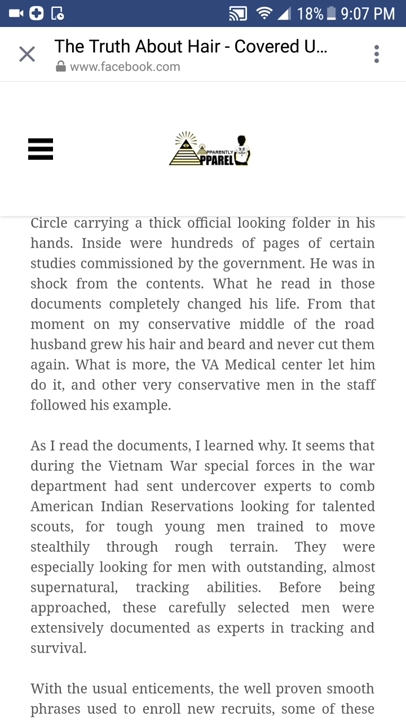 18% 9:07 PM
The Truth About Hair - Covered U...
www.facebook.com
PPARENTLY
PPAREL
Circle carrying a thick official looking folder in his
hands. Inside were hundreds of pages of certain
studies commissioned by the government. He was in
shock from the contents. What he read in those
documents completely changed his life. From that
moment on my conservative middle of the road
husband grew his hair and beard and never cut them
again. What is more, the VA Medical center let him
do it, and other very conservative men in the staff
followed his example.
As I read the documents, I learned why. It seems that
during the Vietnam War special forces in the war
department had sent undercover experts to comb
American Indian Reservations looking for talented
scouts, for tough young men trained to move
stealthily through rough terrain. They were
especially looking for men with outstanding, almost
supernatural, tracking abilities. Before being
approached, these carefully selected men were
extensively documented as experts in tracking and
survival.
With the usual enticements, the well proven smooth
phrases used to enroll new recruits, some of these